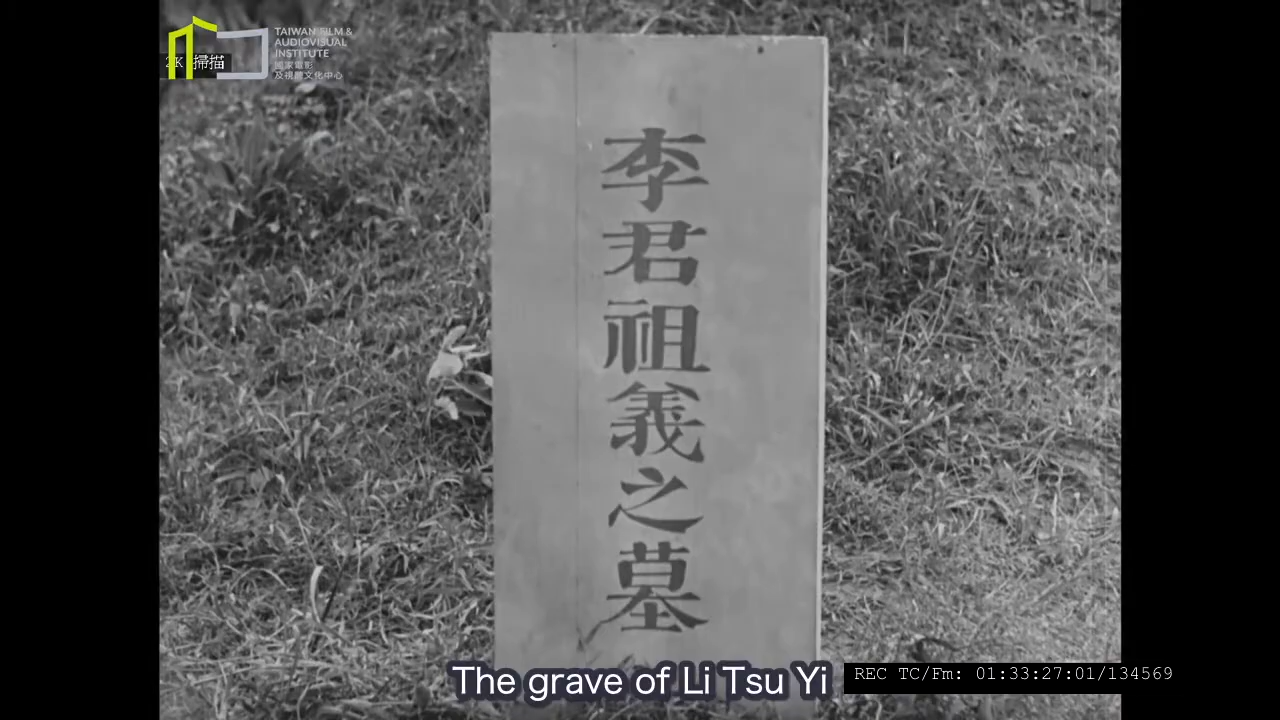 TAIWAN FILM &
AUDIOVISUAL
INSTITUTE
國家電影
及視聽文化中心
2K 掃描
李君祖義之墓
The grave of Li Tsu Yi
REC TC/Fm: 01:33:27:01/134569